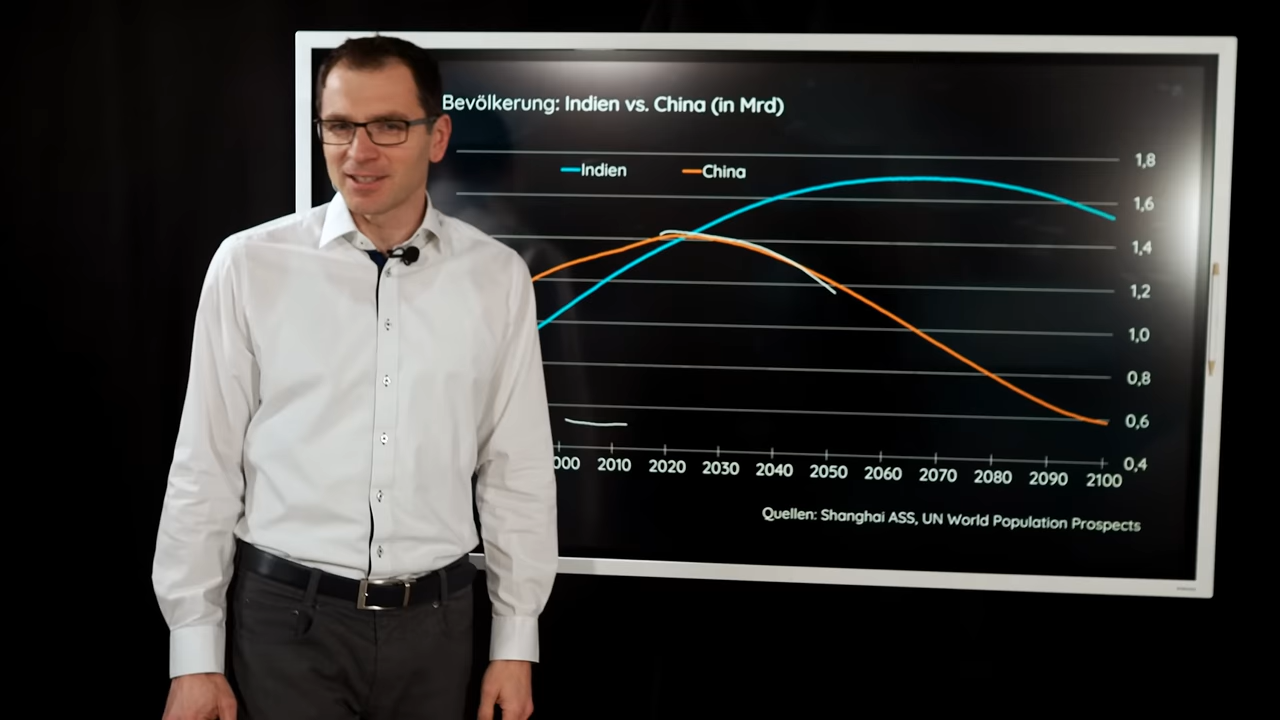 Bevölkerung: Indien vs. China (in Mrd)
Indien China
1,8
1,6
1,4
1,2
1,0
0,8
0,6
0,4
000 2010 2020 2030 2040 2050 2060 2070 2080 2090 2100
Quellen: Shanghai ASS, UN World Population Prospects